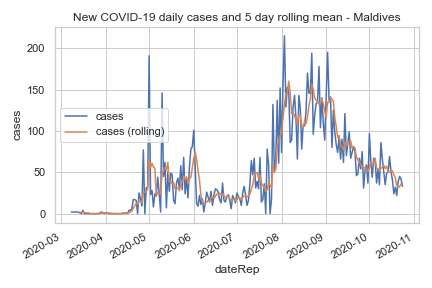 New COVID-19 daily cases and 5 day rolling mean - Maldives
200
150
100
50
0
cases
cases
cases (rolling)
2020-03
2020-04
2020-05
2020-06
2020-07
2020-08
2020-09
2020-10
2020-11
dateRep